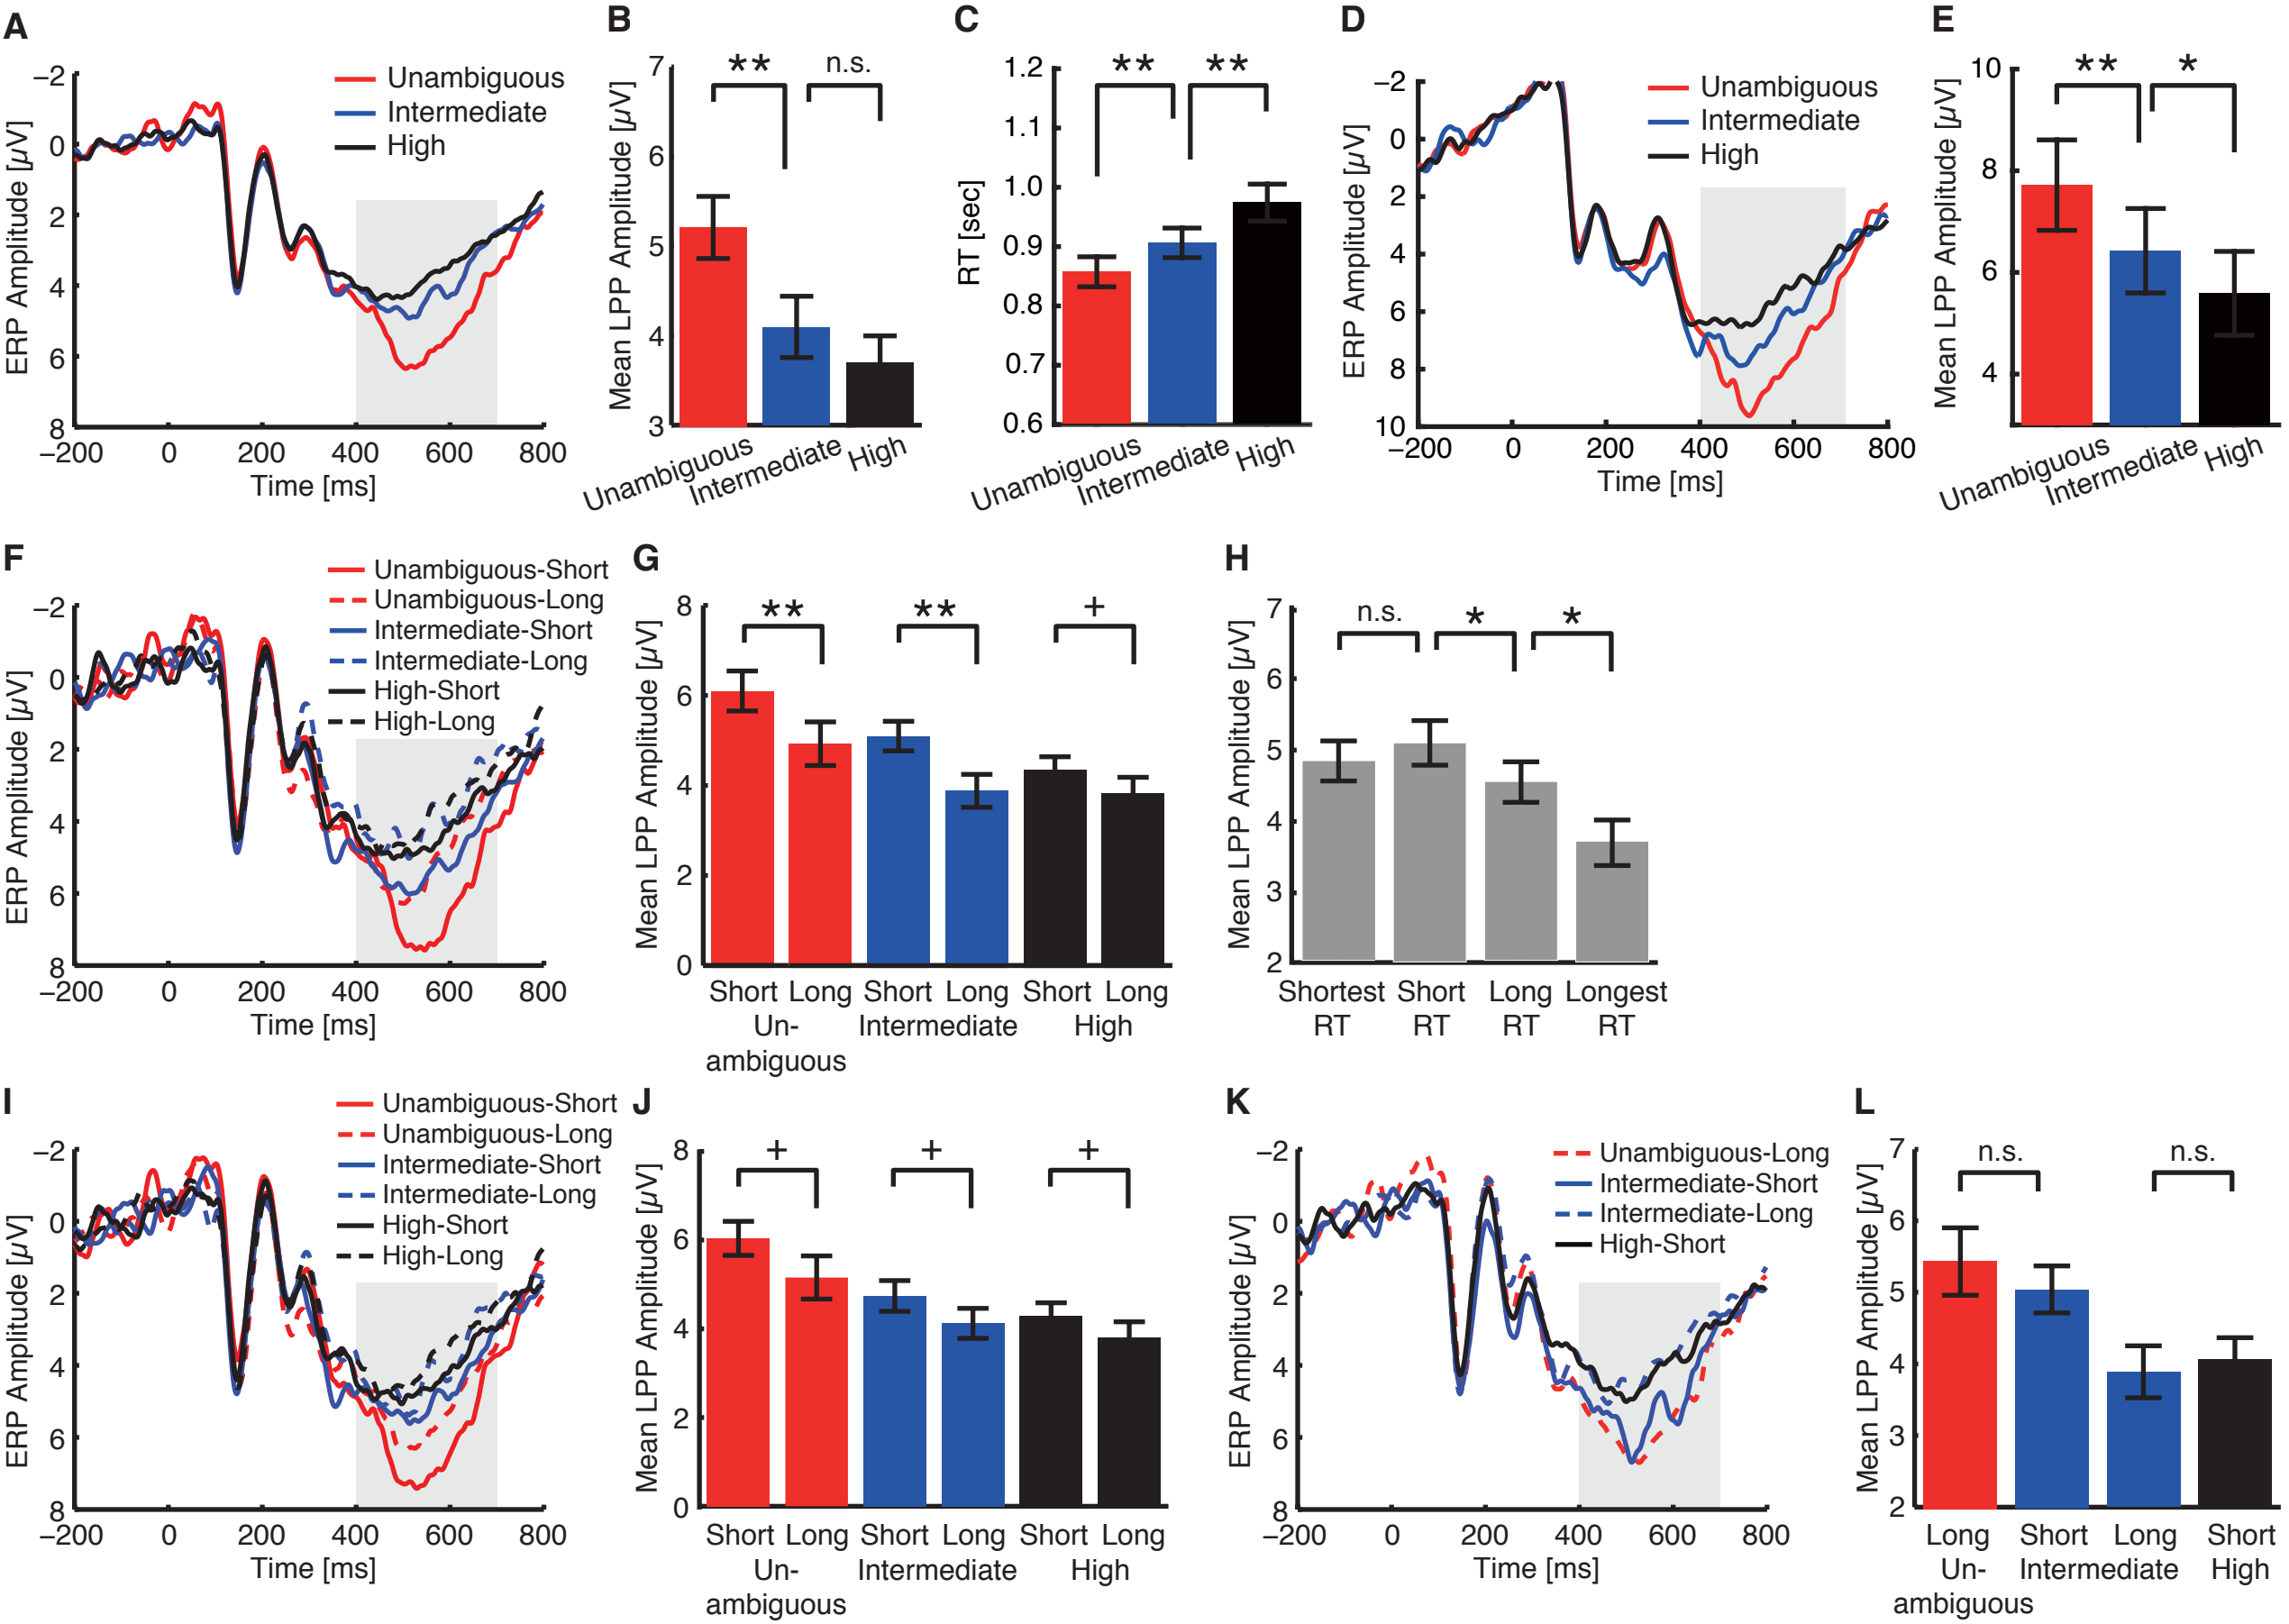 A
−2
0
2
4
6
8
ERP Amplitude [µV]
Unambiguous
Intermediate
High
−200 0 200 400 600 800
Time [ms]
B
7
6
5
4
3
Mean LPP Amplitude [µV]
** n.s.
Unambiguous Intermediate High
C
1.2
1.1
1.0
0.9
0.8
0.7
0.6
RT [sec]
** **
Unambiguous Intermediate High
D
−2
0
2
4
6
8
10
ERP Amplitude [µV]
Unambiguous
Intermediate
High
−200 0 200 400 600 800
Time [ms]
E
10
8
6
4
Mean LPP Amplitude [µV]
** *
Unambiguous Intermediate High
F
−2
0
2
4
6
8
ERP Amplitude [µV]
Unambiguous-Short
Unambiguous-Long
Intermediate-Short
Intermediate-Long
High-Short
High-Long
−200 0 200 400 600 800
Time [ms]
G
8
6
4
2
0
Mean LPP Amplitude [µV]
** ** +
Short Long Short Long Short Long
Un- Intermediate High
ambiguous
H
7
6
5
4
3
2
Mean LPP Amplitude [µV]
n.s. * *
Shortest Short Long Longest
RT RT RT RT
I
−2
0
2
4
6
8
ERP Amplitude [µV]
Unambiguous-Short
Unambiguous-Long
Intermediate-Short
Intermediate-Long
High-Short
High-Long
−200 0 200 400 600 800
Time [ms]
J
8
6
4
2
0
Mean LPP Amplitude [µV]
+ + +
Short Long Short Long Short Long
Un- Intermediate High
ambiguous
K
−2
0
2
4
6
8
ERP Amplitude [µV]
Unambiguous-Long
Intermediate-Short
Intermediate-Long
High-Short
−200 0 200 400 600 800
Time [ms]
L
7
6
5
4
3
2
Mean LPP Amplitude [µV]
n.s. n.s.
Long Short Long Short
Un- Intermediate High
ambiguous